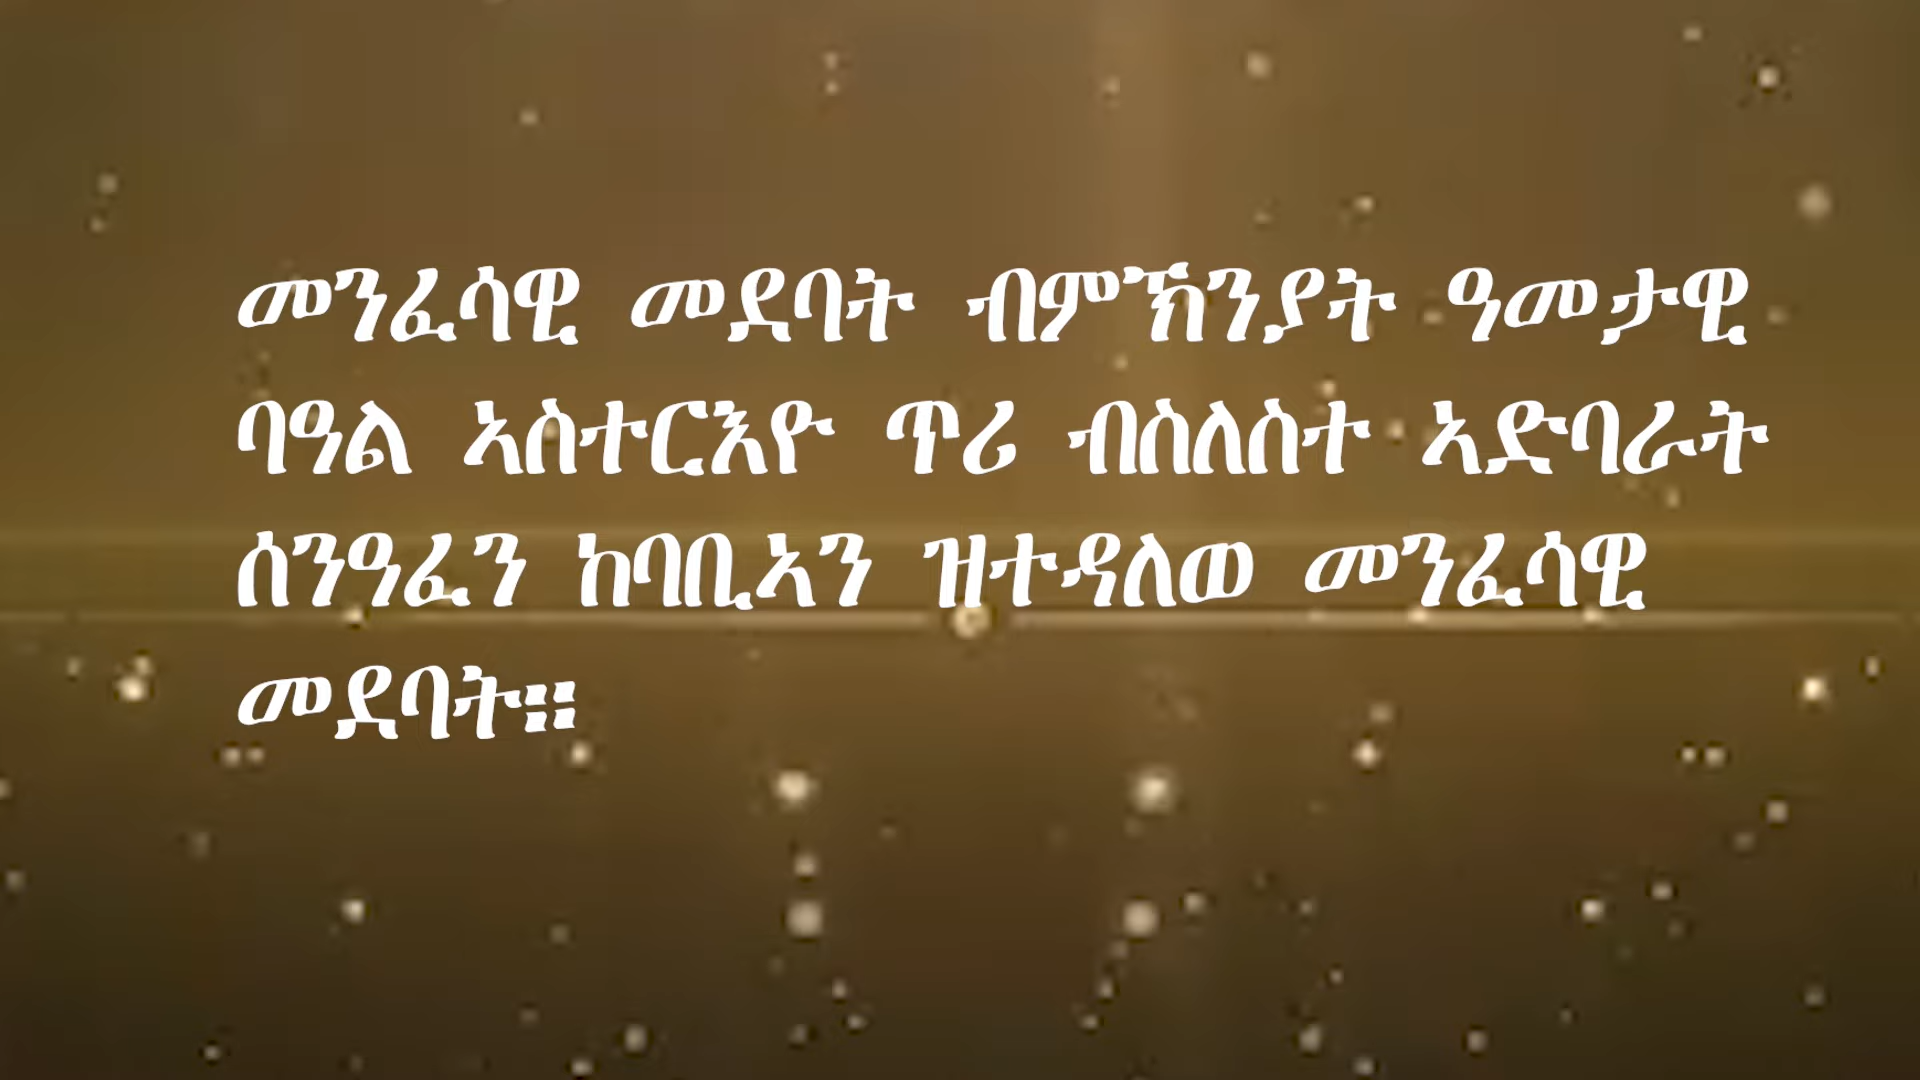 መንፈሳዊ መደባት ብምኽንያት ዓመታዊ
ባዓል ኣስተርእዮ ጥሪ ብስለስተ ኣድባራት
ሰንዓፈን ከባቢኣን ዝተዳለወ መንፈሳዊ
መደባት፡፡